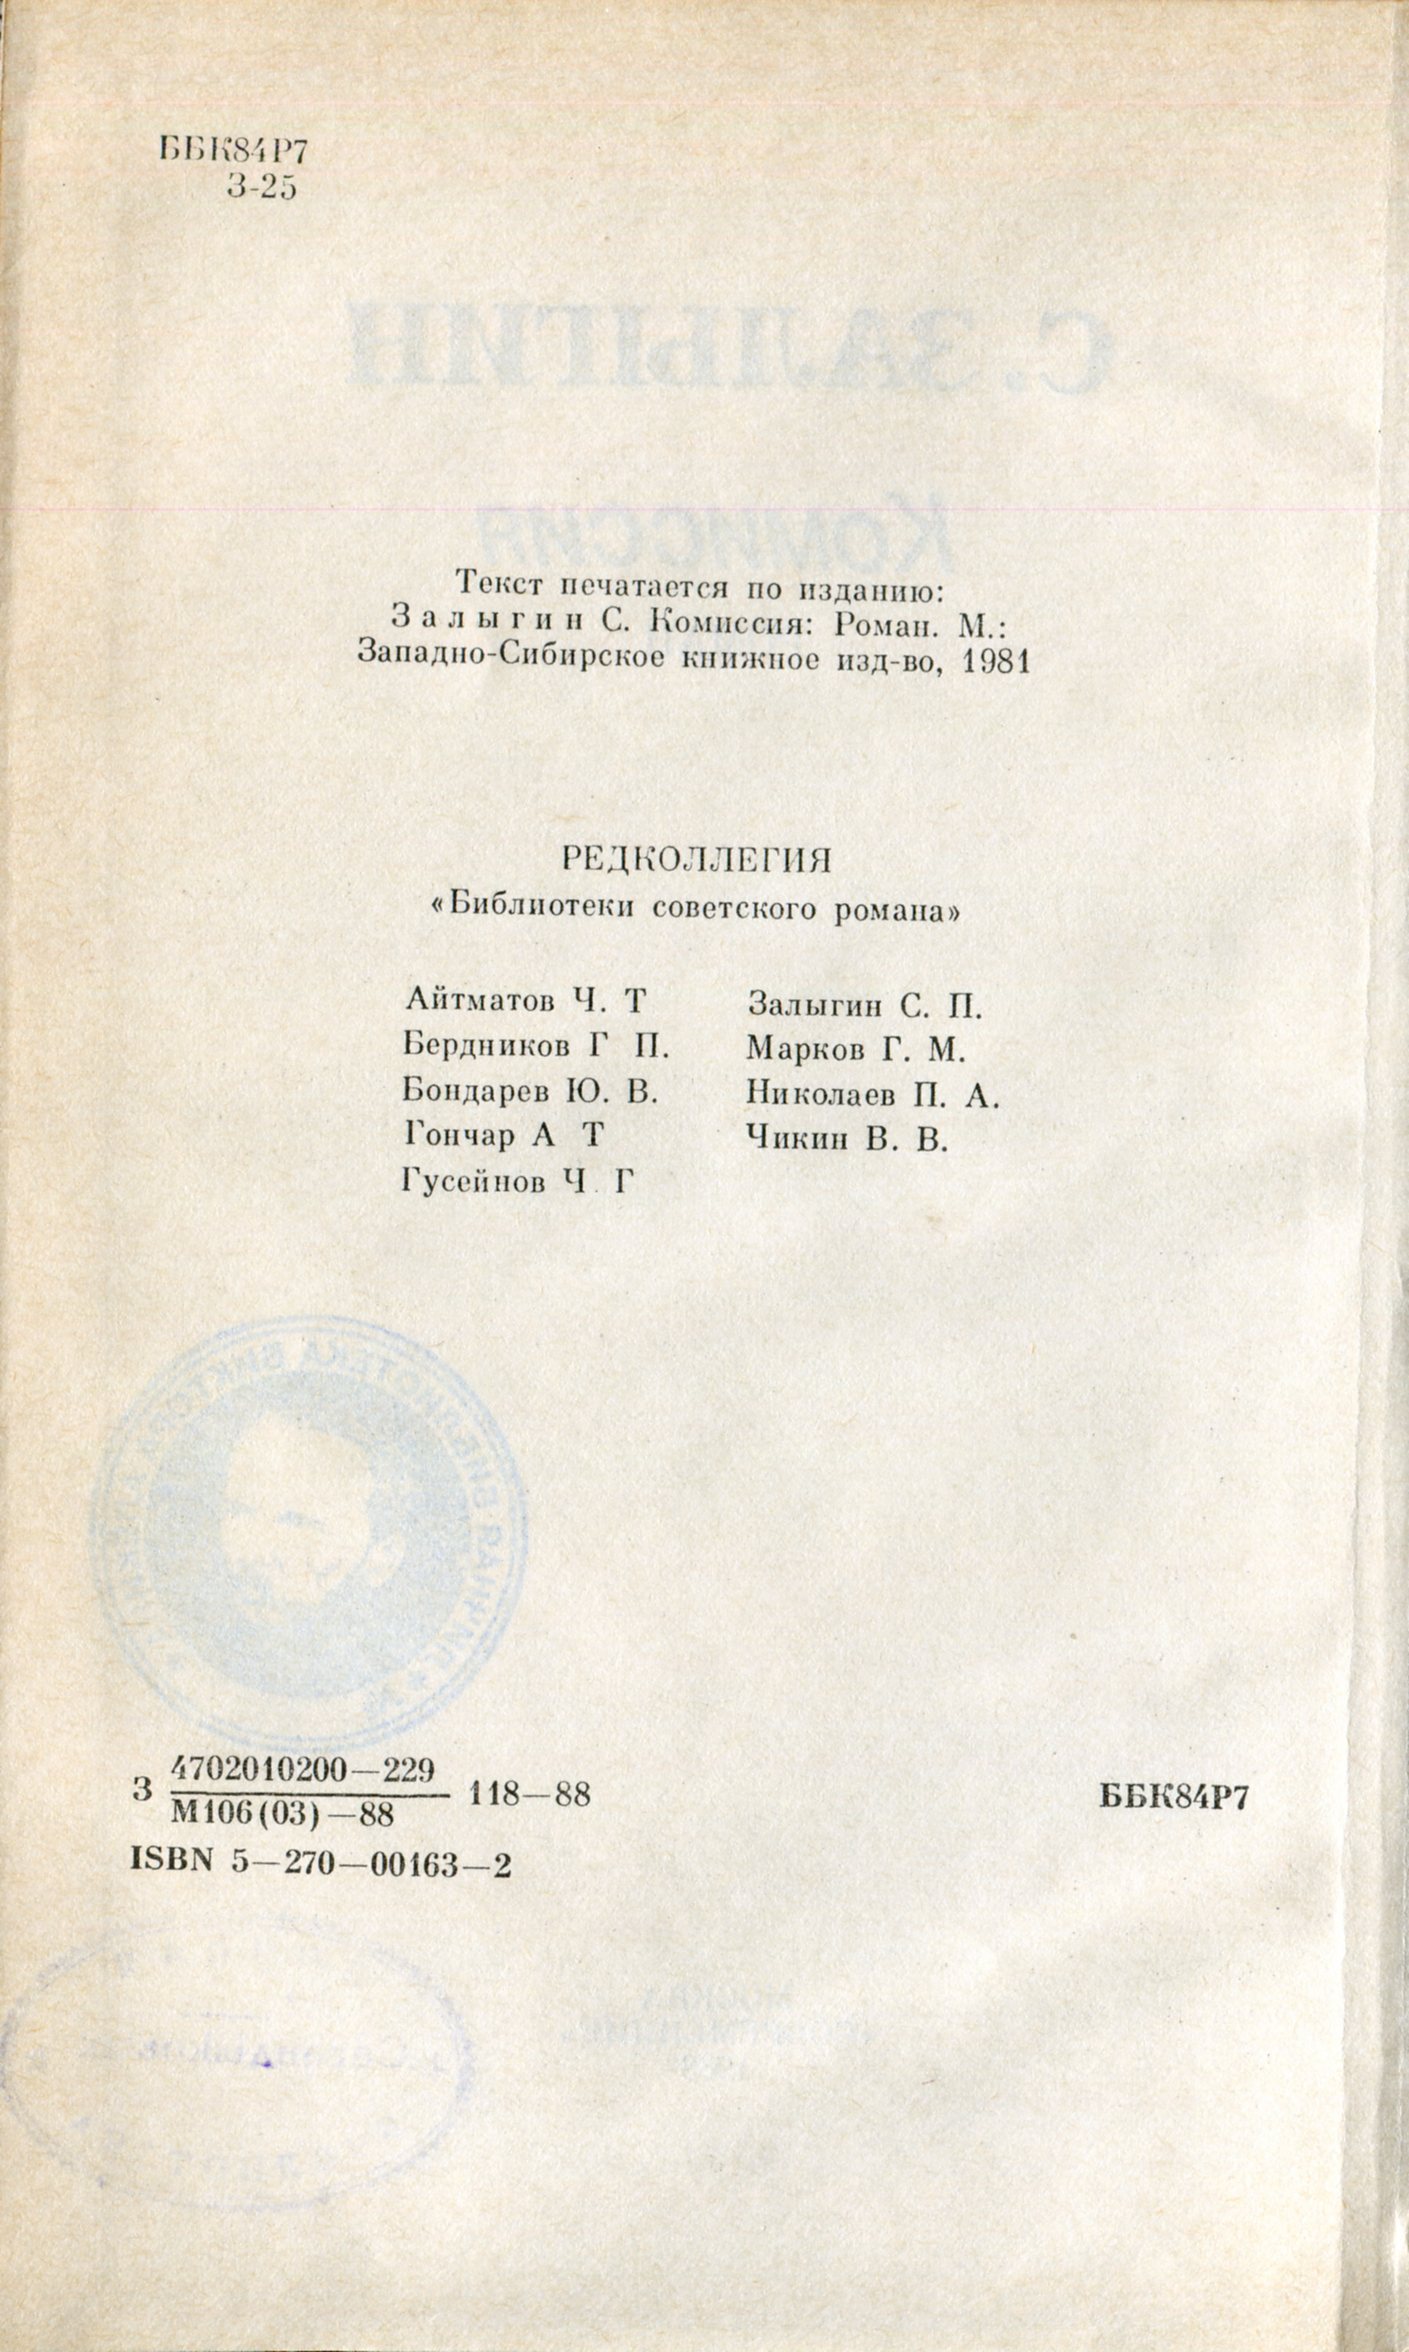 ББК84Р7
З-25
С. ЗАЛЫГИН
Комиссия
Текст печатается по изданию:
Залыгин С. Комиссия: Роман. М.:
Западно-Сибирское книжное изд-во, 1981
РЕДКОЛЛЕГИЯ
«Библиотеки советского романа»
Айтматов Ч. Т
Бердников Г П.
Бондарев Ю. В.
Гончар А Т
Гусейнов Ч. Г
Залыгин С. П.
Марков Г. М.
Николаев П. А.
Чикин В. В.
4702010200—229
З 118—88
М106(03)—88
ББК84Р7
ISBN 5—270—00163—2